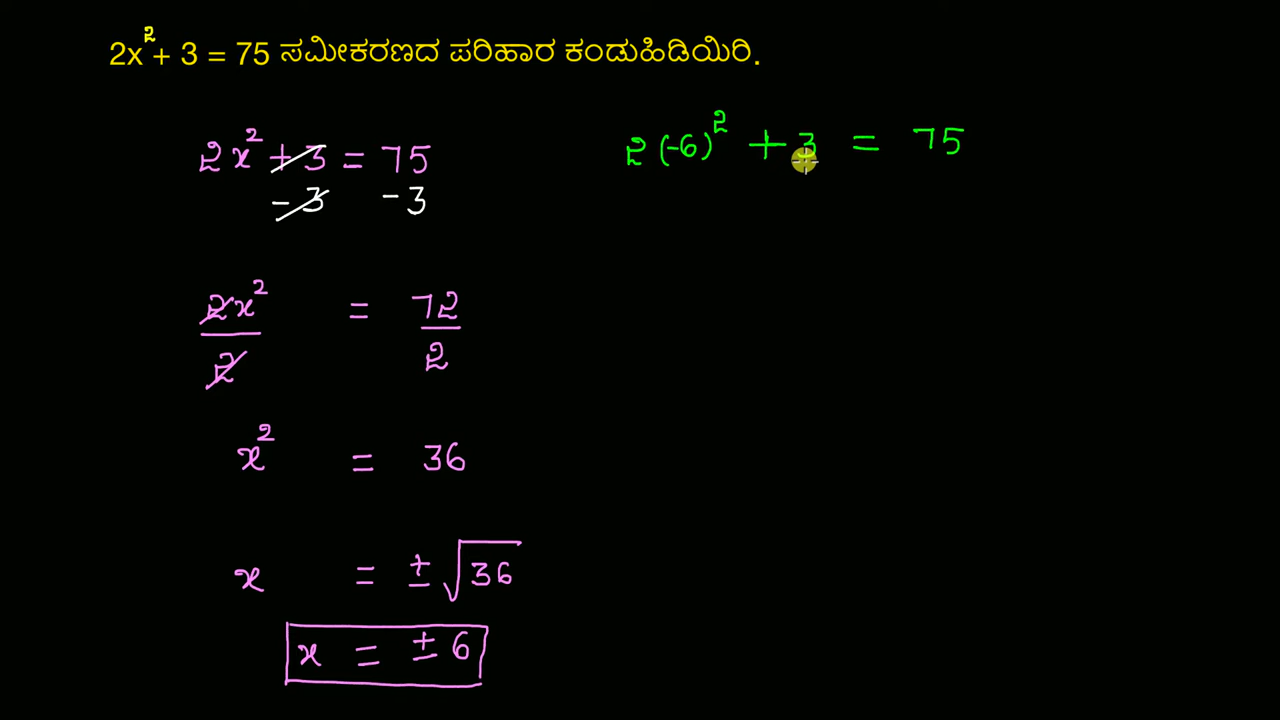 2x² + 3 = 75 ಸಮೀಕರಣದ ಪರಿಹಾರ ಕಂಡುಹಿಡಿಯಿರಿ.
2x² + 3 = 75
- 3 - 3
2x² / 2 = 72 / 2
x² = 36
x = ± √36
x = ± 6
2(-6)² + 3 = 75